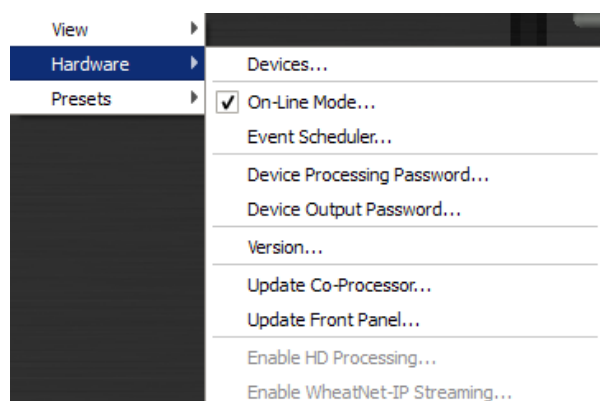 View
Hardware
Presets
Devices...
On-Line Mode...
Event Scheduler...
Device Processing Password...
Device Output Password...
Version...
Update Co-Processor...
Update Front Panel...
Enable HD Processing...
Enable WheatNet-IP Streaming...